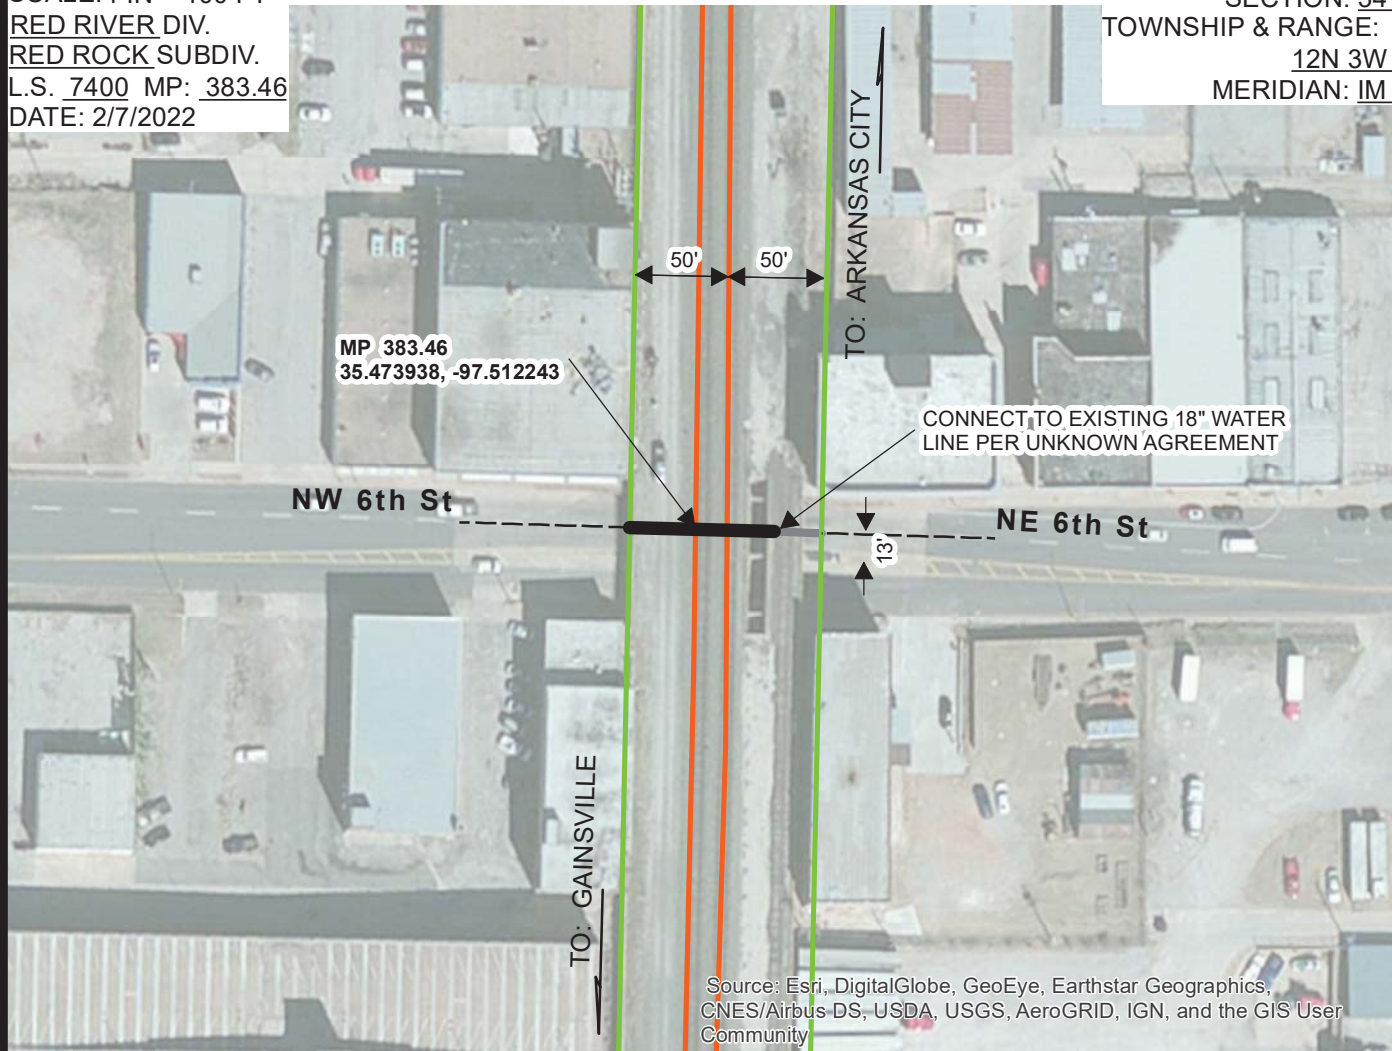 RED RIVER DIV.
RED ROCK SUBDIV.
L.S. 7400 MP: 383.46
DATE: 2/7/2022
SECTION: 34
TOWNSHIP & RANGE:
12N 3W
MERIDIAN: IM
TO: ARKANSAS CITY
50' 50'
MP 383.46
35.473938, -97.512243
CONNECT TO EXISTING 18" WATER
LINE PER UNKNOWN AGREEMENT
NW 6th St
NE 6th St
13'
TO: GAINSVILLE
Source: Esri, DigitalGlobe, GeoEye, Earthstar Geographics,
CNES/Airbus DS, USDA, USGS, AeroGRID, IGN, and the GIS User
Community